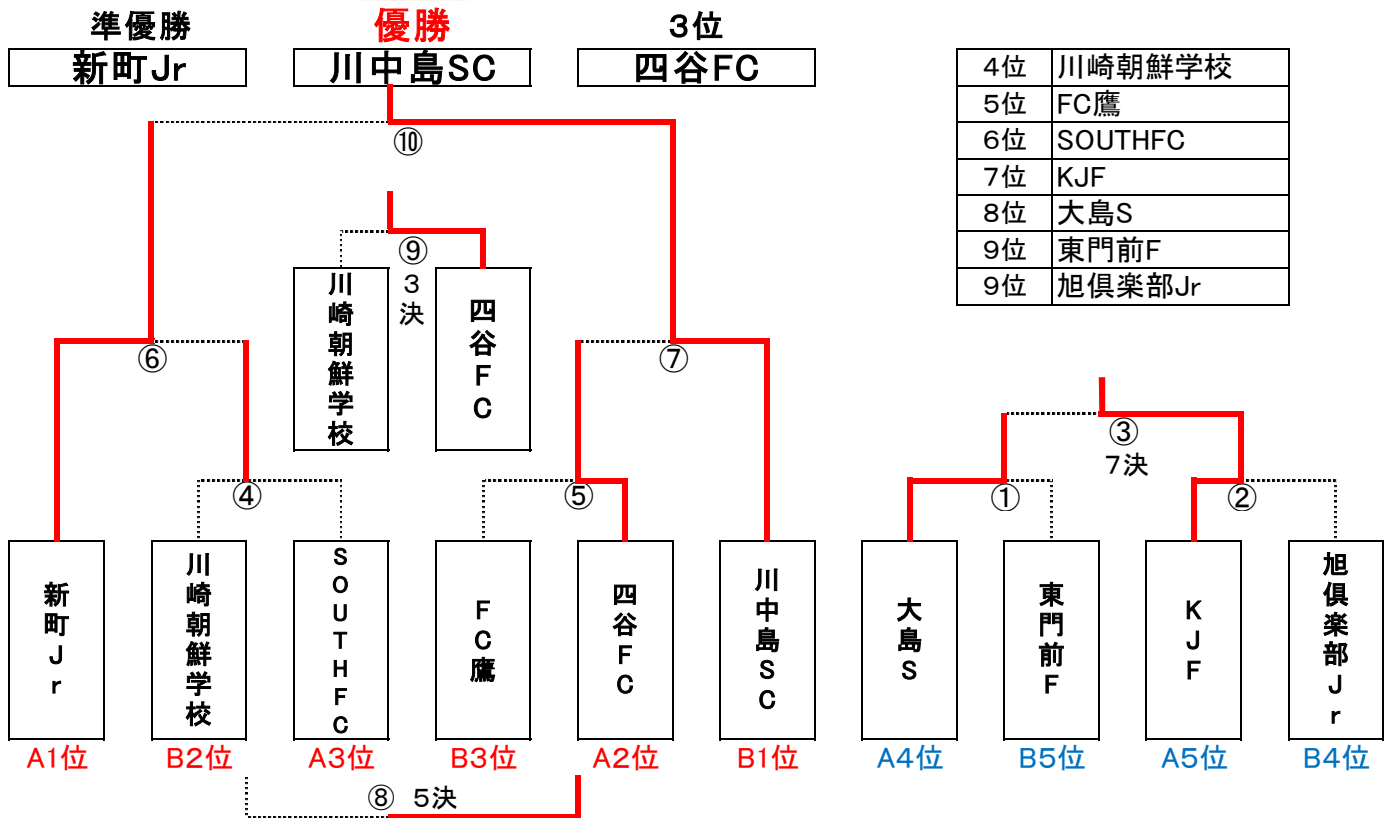 準優勝
優勝
3位
新町Jr
川中島SC
四谷FC
4位 川崎朝鮮学校
5位 FC鷹
6位 SOUTHFC
7位 KJF
8位 大島S
9位 東門前F
9位 旭倶楽部Jr
⑩
⑨
3決
川崎朝鮮学校
四谷FC
⑥
⑦
③
7決
④
⑤
①
②
新町Jr
川崎朝鮮学校
SOUTHFC
FC鷹
四谷FC
川中島SC
大島S
東門前F
KJF
旭倶楽部Jr
A1位
B2位
A3位
B3位
A2位
B1位
A4位
B5位
A5位
B4位
⑧ 5決